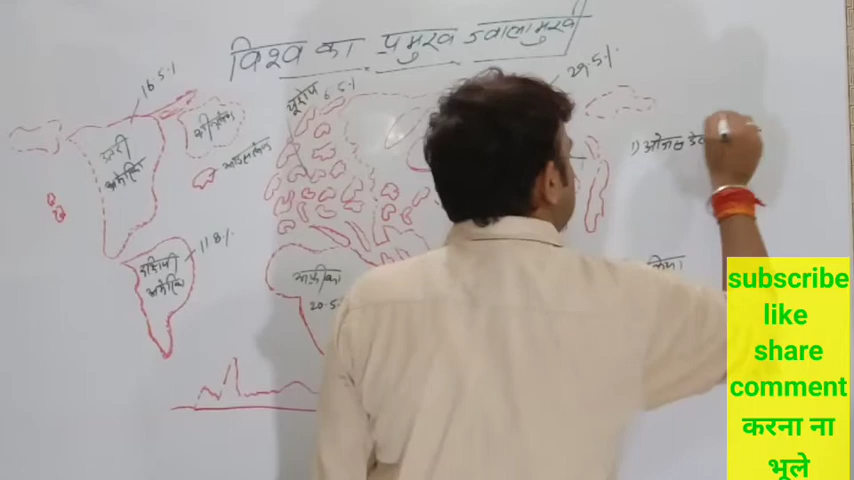 विश्व का प्रमुख ज्वालामुखी
16.5%
यूरोप 6.5%
29.5%
उत्तरी
अमेरिका
आइसलैण्ड
1) ओजस डे
11.8%
दक्षिणी
अमेरिका
अफ्रीका
20.5
subscribe
like
share
comment
करना ना
भूले